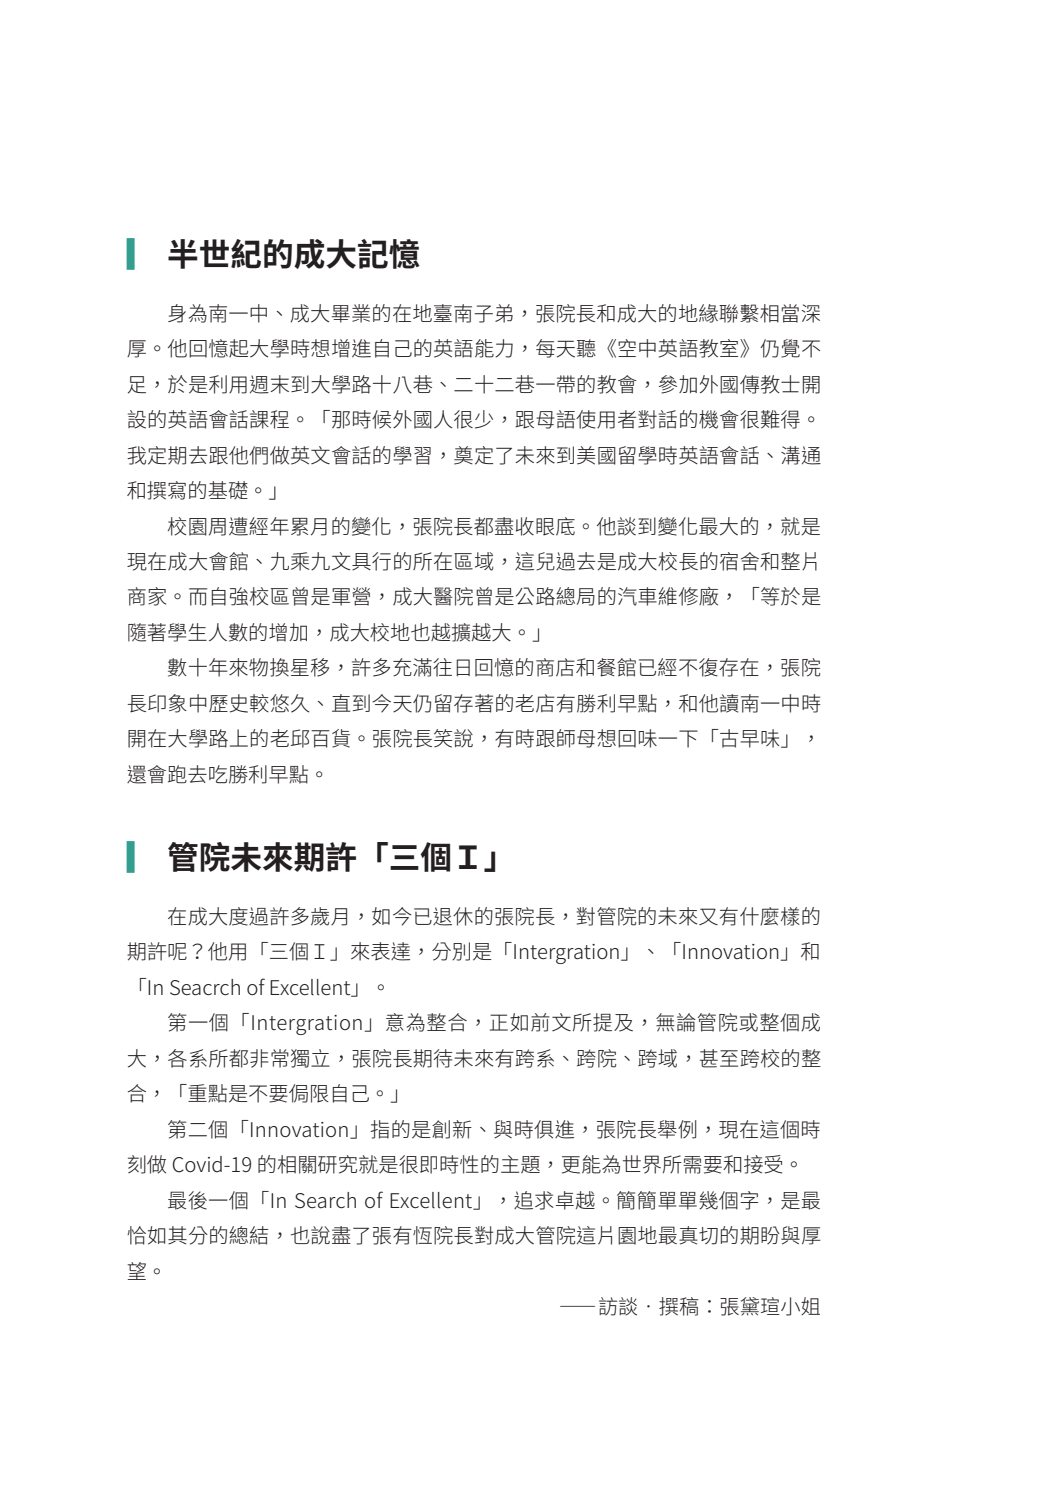 半世紀的成大記憶
身為南一中、成大畢業的在地臺南子弟，張院長和成大的地緣聯繫相當深
厚。他回憶起大學時想增進自己的英語能力，每天聽《空中英語教室》仍覺不
足，於是利用週末到大學路十八巷、二十二巷一帶的教會，參加外國傳教士開
設的英語會話課程。「那時候外國人很少，跟母語使用者對話的機會很難得。
我定期去跟他們做英文會話的學習，奠定了未來到美國留學時英語會話、溝通
和撰寫的基礎。」
校園周遭經年累月的變化，張院長都盡收眼底。他談到變化最大的，就是
現在成大會館、九乘九文具行的所在區域，這兒過去是成大校長的宿舍和整片
商家。而自強校區曾是軍營，成大醫院曾是公路總局的汽車維修廠，「等於是
隨著學生人數的增加，成大校地也越擴越大。」
數十年來物換星移，許多充滿往日回憶的商店和餐館已經不復存在，張院
長印象中歷史較悠久、直到今天仍留存著的老店有勝利早點，和他讀南一中時
開在大學路上的老邱百貨。張院長笑說，有時跟師母想回味一下「古早味」，
還會跑去吃勝利早點。
管院未來期許「三個Ｉ」
在成大度過許多歲月，如今已退休的張院長，對管院的未來又有什麼樣的
期許呢？他用「三個Ｉ」來表達，分別是「Intergration」、「Innovation」和
「In Seacrch of Excellent」。
第一個「Intergration」意為整合，正如前文所提及，無論管院或整個成
大，各系所都非常獨立，張院長期待未來有跨系、跨院、跨域，甚至跨校的整
合，「重點是不要侷限自己。」
第二個「Innovation」指的是創新、與時俱進，張院長舉例，現在這個時
刻做 Covid-19 的相關研究就是很即時性的主題，更能為世界所需要和接受。
最後一個「In Search of Excellent」，追求卓越。簡簡單單幾個字，是最
恰如其分的總結，也說盡了張有恆院長對成大管院這片園地最真切的期盼與厚
望。
——訪談．撰稿：張黛瑄小姐